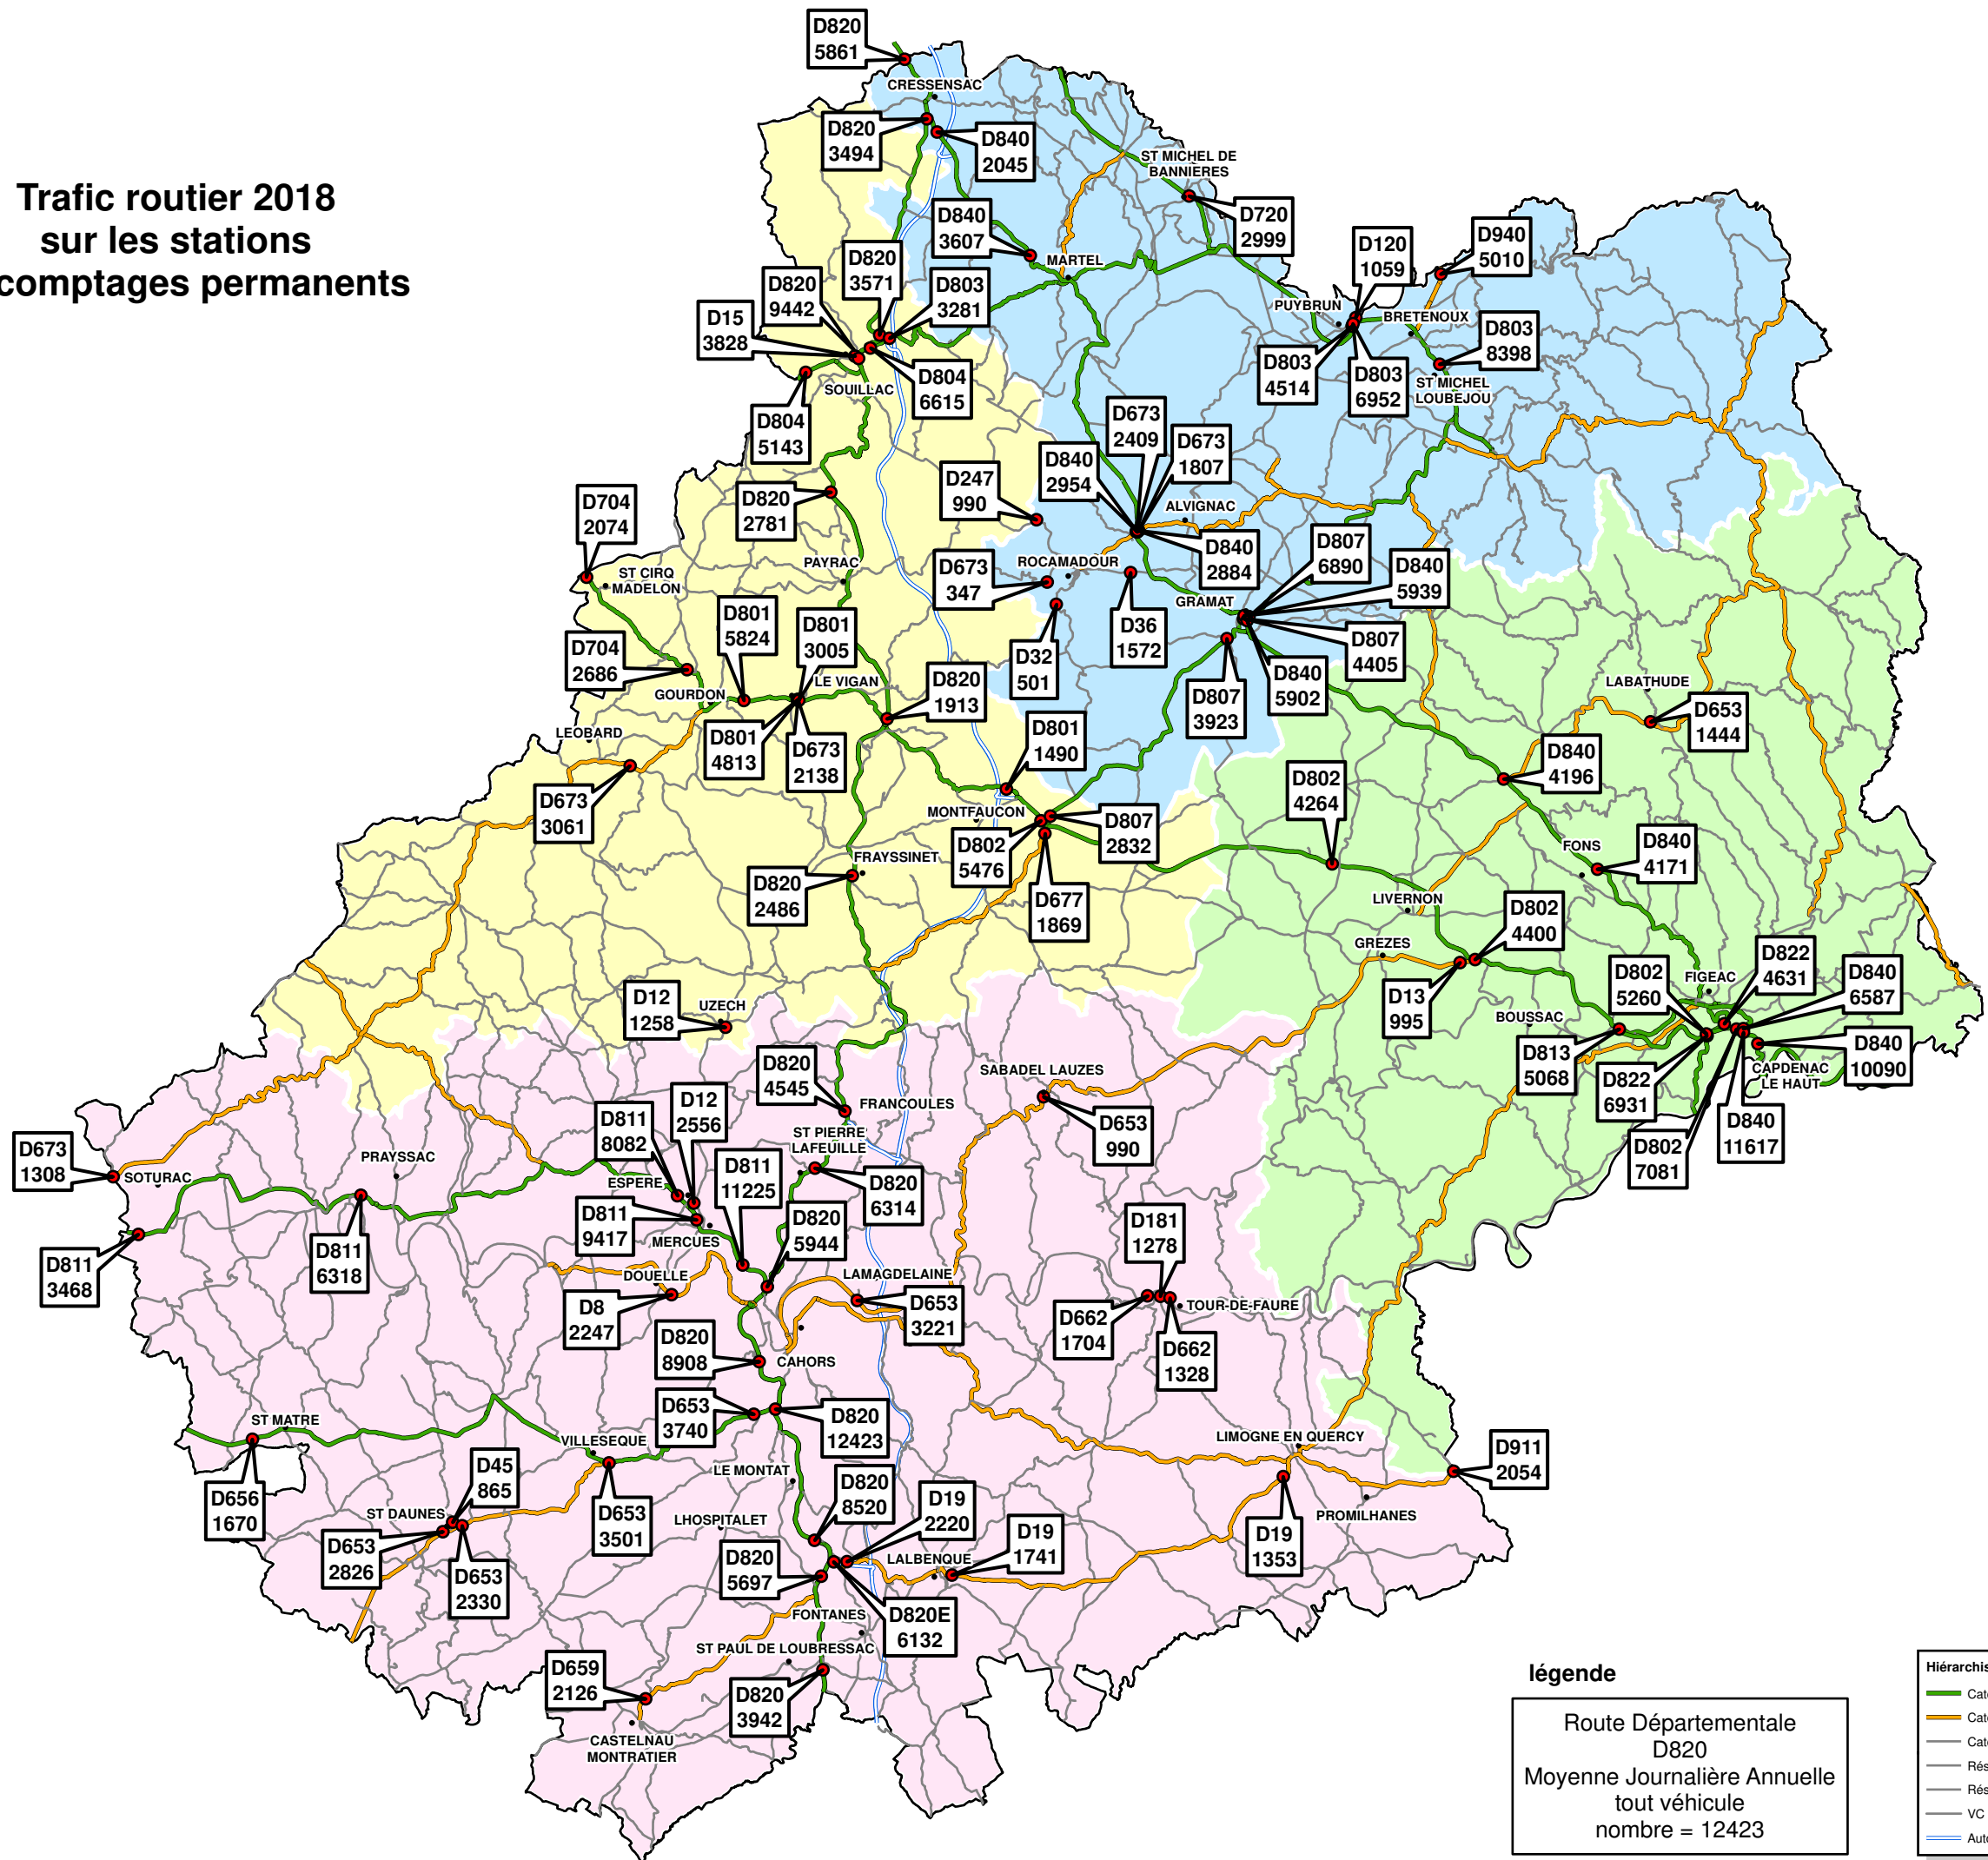 Trafic routier 2018
sur les stations
comptages permanents
D820
5861
CRESSENSAC
D820
3494
D840
2045
ST MICHEL DE
BANNIERES
D720
2999
D840
3607
MARTEL
D120
1059
D940
5010
D820
3571
D803
3281
D820
9442
D15
3828
PUYBRUN
BRETENOUX
D803
8398
D803
4514
D803
6952
ST MICHEL
LOUBEJOU
D804
6615
SOUILLAC
D804
5143
D673
2409
D673
1807
D840
2954
D247
990
D820
2781
D704
2074
ALVIGNAC
D840
2884
D807
6890
D840
5939
ST CIRQ
MADELON
PAYRAC
D673
347
ROCAMADOUR
GRAMAT
D36
1572
D32
501
D807
4405
D840
5902
D807
3923
D801
5824
D801
3005
D704
2686
GOURDON
LE VIGAN
D820
1913
LABATHUDE
D653
1444
LEOBARD
D801
4813
D673
2138
D801
1490
D840
4196
D673
3061
D802
4264
MONTFAUCON
D802
5476
D807
2832
D677
1869
FRAYSSINET
D820
2486
FONS
D840
4171
LIVERNON
D802
4400
GREZES
D13
995
D802
5260
FIGEAC
D822
4631
D840
6587
D12
1258
UZECH
BOUSSAC
D813
5068
D822
6931
CAPDENAC
LE HAUT
D840
10090
D802
7081
D840
11617
D820
4545
FRANCOULES
SABADEL LAUZES
D653
990
D811
8082
D12
2556
ST PIERRE
LAFEUILLE
D673
1308
SOTURAC
PRAYSSAC
ESPERE
D811
11225
D820
6314
D811
9417
MERCUES
D820
5944
D811
3468
D811
6318
DOUELLE
D8
2247
LAMAGDELAINE
D653
3221
D181
1278
D662
1704
TOUR-DE-FAURE
D662
1328
D820
8908
CAHORS
D653
3740
D820
12423
ST MATRE
VILLESEQUE
LIMOGNE EN QUERCY
D911
2054
D656
1670
ST DAUNES
D45
865
D653
2826
D653
2330
D653
3501
LE MONTAT
D820
8520
LHOSPITALET
D19
2220
D19
1741
PROMILHANES
D19
1353
D820
5697
LALBENQUE
FONTANES
D820E
6132
ST PAUL DE LOUBRESSAC
D659
2126
D820
3942
CASTELNAU
MONTRATIER
légende
Route Départementale
D820
Moyenne Journalière Annuelle
tout véhicule
nombre = 12423
Hiérarchis
Cat
Cat
Cat
Rés
Rés
VC
Auto